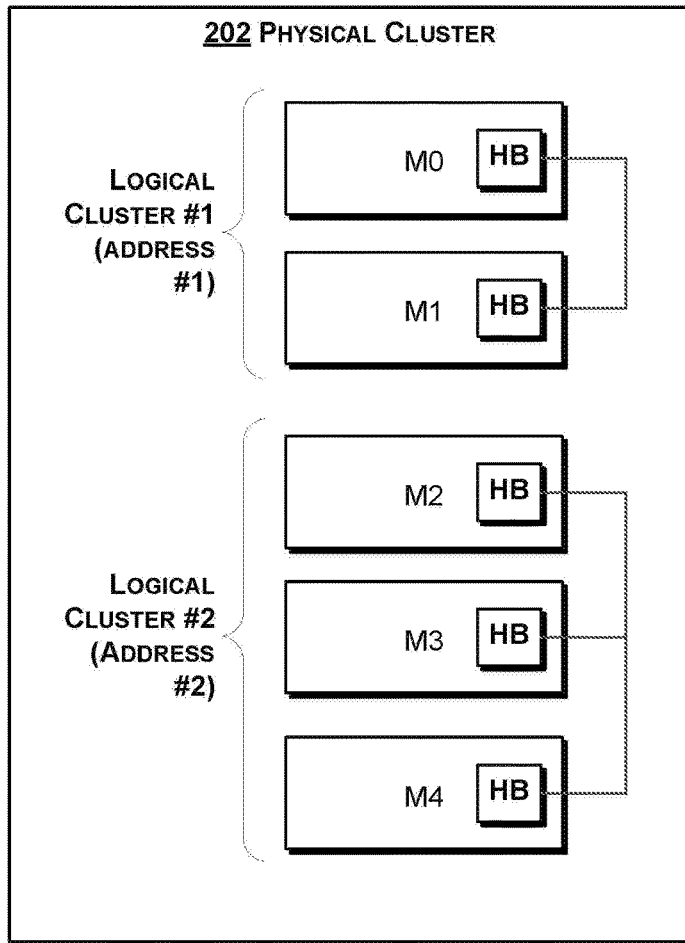 202 PHYSICAL CLUSTER
LOGICAL
CLUSTER #1
(ADDRESS
#1)
M0
HB
M1
HB
LOGICAL
CLUSTER #2
(ADDRESS
#2)
M2
HB
M3
HB
M4
HB